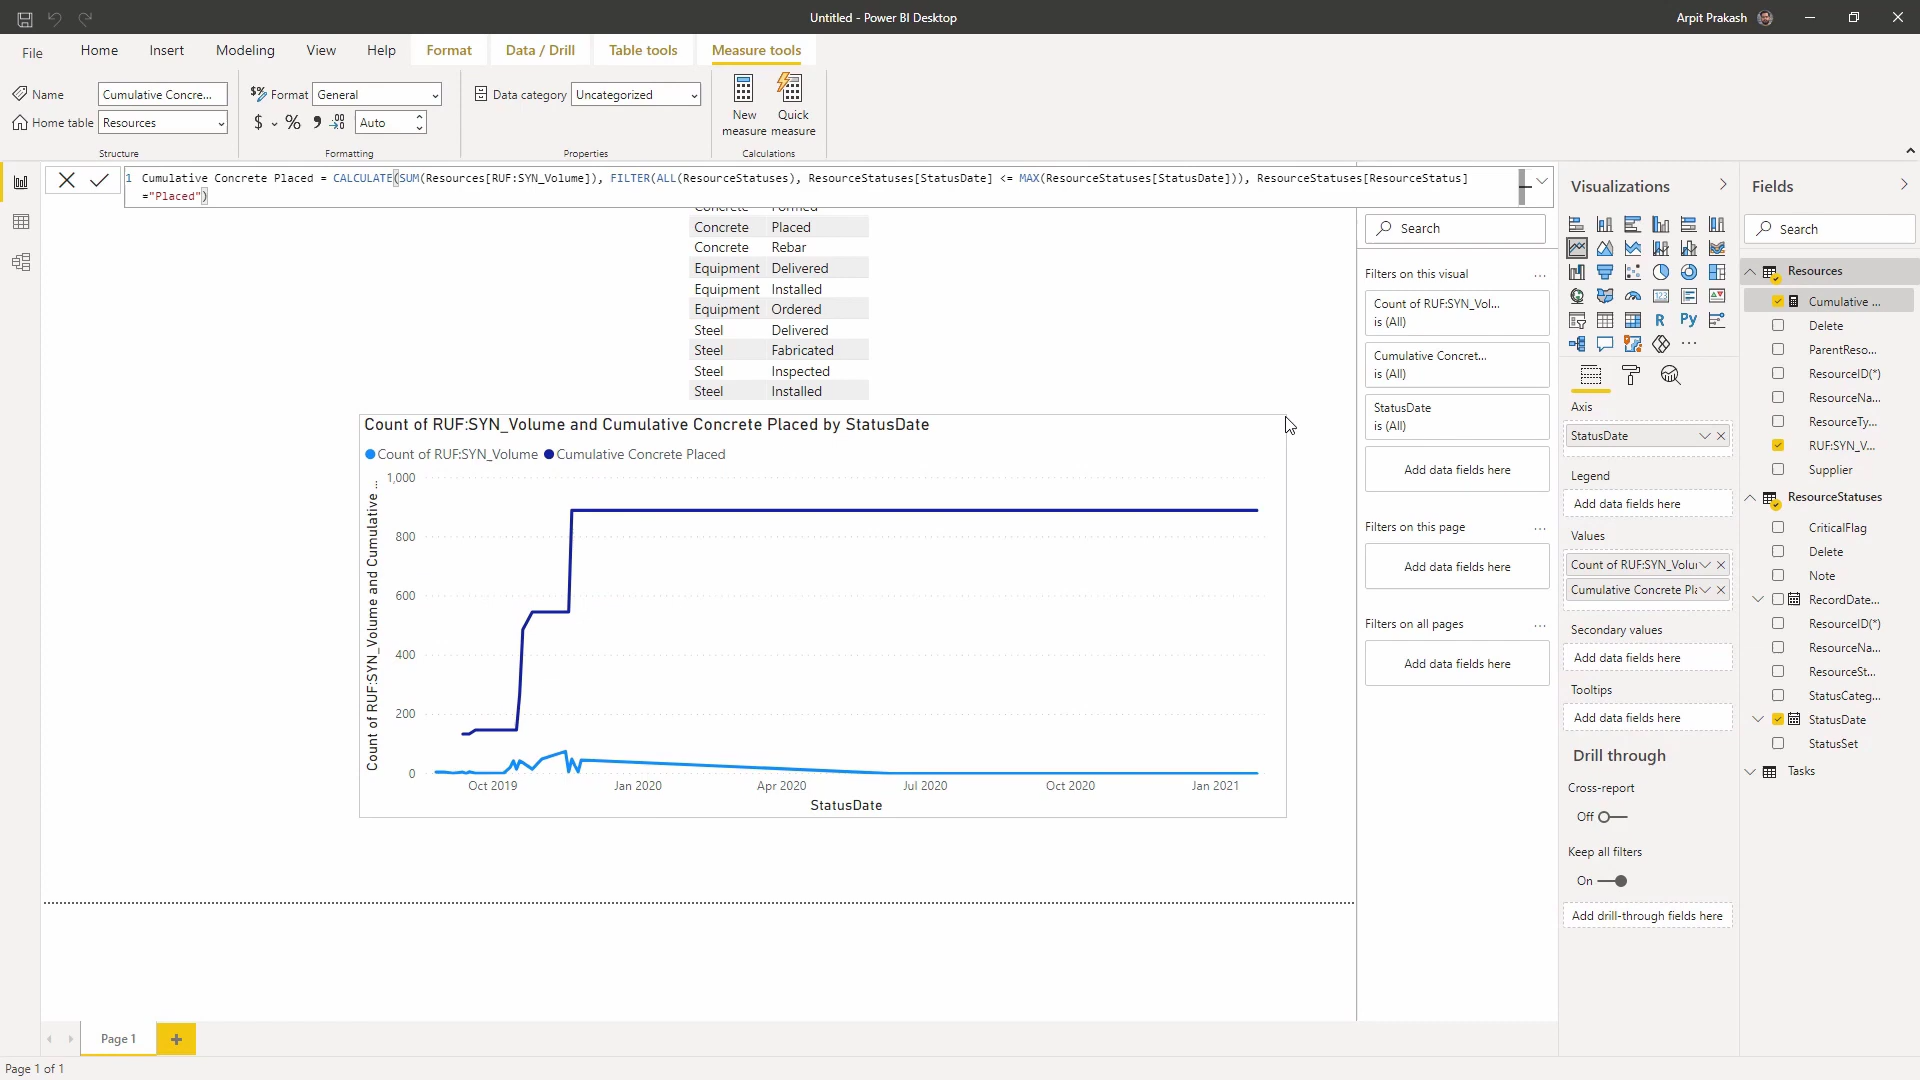 Untitled - Power BI Desktop
Arpit Prakash
File
Home
Insert
Modeling
View
Help
Format
Data / Drill
Table tools
Measure tools
Name
Cumulative Concre...
Home table
Resources
Structure
$% Format
General
$ % 9
Auto
Formatting
Data category
Uncategorized
Properties
New measure
Quick measure
Calculations
1 Cumulative Concrete Placed = CALCULATE(SUM(Resources[RUF:SYN_Volume]), FILTER(ALL(ResourceStatuses), ResourceStatuses[StatusDate] <= MAX(ResourceStatuses[StatusDate])), ResourceStatuses[ResourceStatus]
="Placed")
Concrete Formed
Concrete Placed
Concrete Rebar
Equipment Delivered
Equipment Installed
Equipment Ordered
Steel Delivered
Steel Fabricated
Steel Inspected
Steel Installed
Count of RUF:SYN_Volume and Cumulative Concrete Placed by StatusDate
Count of RUF:SYN_Volume
Cumulative Concrete Placed
Count of RUF:SYN_Volume and Cumulative ...
1,000
800
600
400
200
0
Oct 2019
Jan 2020
Apr 2020
Jul 2020
Oct 2020
Jan 2021
StatusDate
Search
Filters on this visual
...
Count of RUF:SYN_Vol...
is (All)
Cumulative Concret...
is (All)
StatusDate
is (All)
Add data fields here
Filters on this page
...
Add data fields here
Filters on all pages
...
Add data fields here
Visualizations
123
R
Py
...
Axis
StatusDate
Legend
Add data fields here
Values
Count of RUF:SYN_Volu
Cumulative Concrete Pla
Secondary values
Add data fields here
Tooltips
Add data fields here
Drill through
Cross-report
Off
Keep all filters
On
Add drill-through fields here
Fields
Search
Resources
Cumulative ...
Delete
ParentReso...
ResourceID(*)
ResourceNa...
ResourceTy...
RUF:SYN_V...
Supplier
ResourceStatuses
CriticalFlag
Delete
Note
RecordDate...
ResourceID(*)
ResourceNa...
ResourceSt...
StatusCateg...
StatusDate
StatusSet
Tasks
Page 1
+
Page 1 of 1